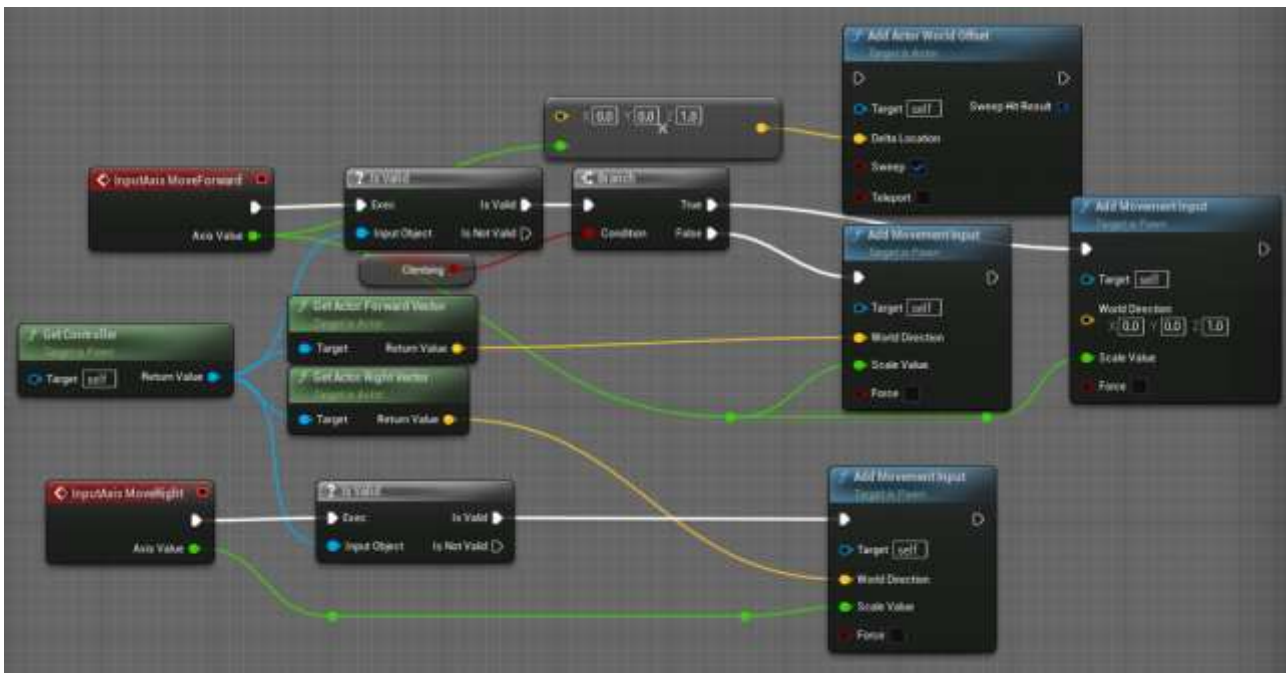 Add Actor World Offset
Target is Actor
Target self Sweep Hit Result
Delta Location
Sweep
Teleport
X 0.0 Y 0.0 Z 1.0
InputAxis MoveForward
Axis Value
Is Valid
Exec Is Valid
Input Object Is Not Valid
Branch
True
Condition False
Climbing
Add Movement Input
Target is Pawn
Target self
World Direction
Scale Value
Force
Add Movement Input
Target is Pawn
Target self
World Direction
X 0.0 Y 0.0 Z 1.0
Scale Value
Force
Get Controller
Target is Pawn
Target self Return Value
Get Actor Forward Vector
Target is Actor
Target Return Value
Get Actor Right Vector
Target is Actor
Target Return Value
InputAxis MoveRight
Axis Value
Is Valid
Exec Is Valid
Input Object Is Not Valid
Add Movement Input
Target is Pawn
Target self
World Direction
Scale Value
Force